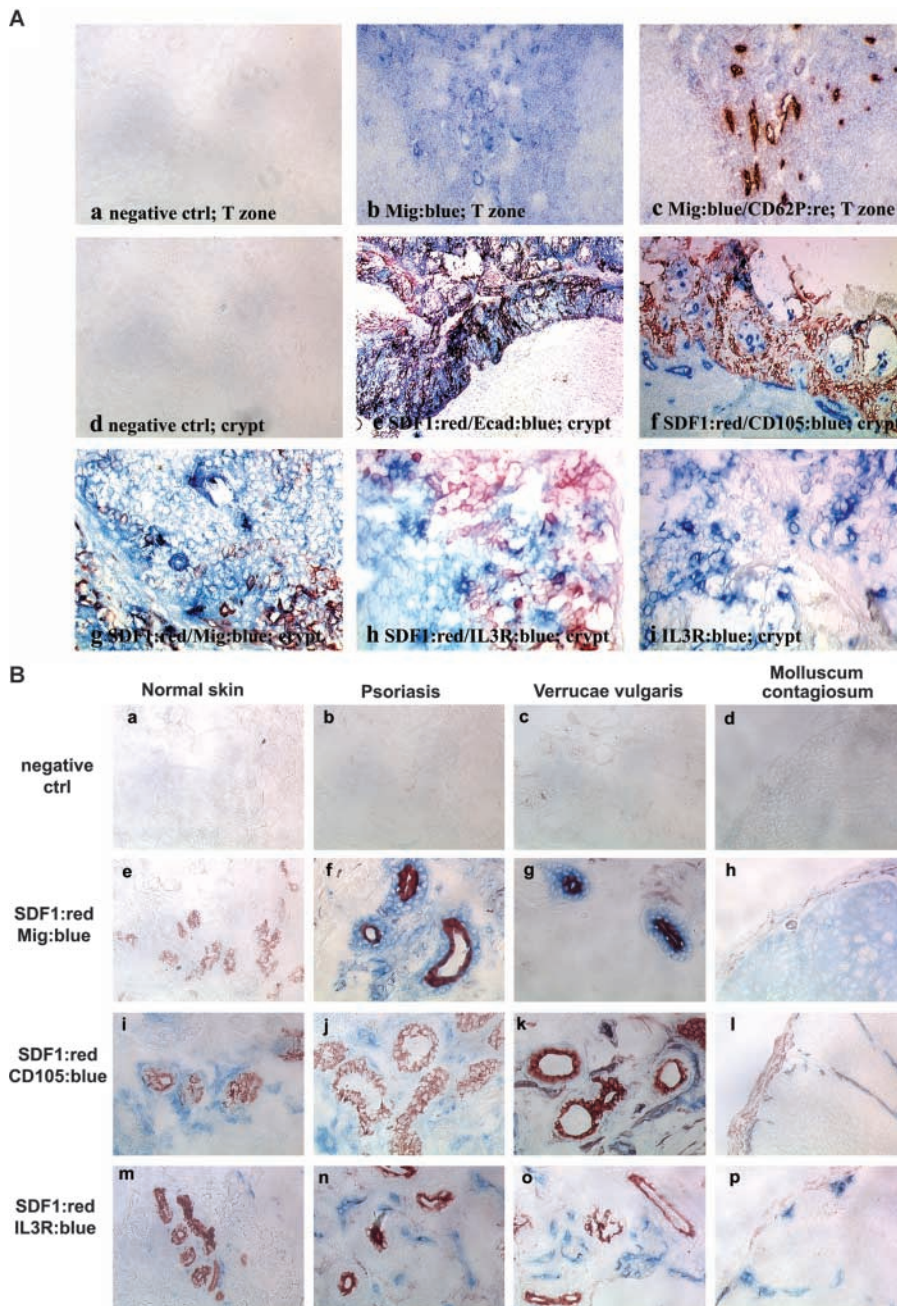 A
a negative ctrl; T zone
b Mig:blue; T zone
c Mig:blue/CD62P:re; T zone
d negative ctrl; crypt
e SDF1:red/Ecad:blue; crypt
f SDF1:red/CD105:blue; crypt
g SDF1:red/Mig:blue; crypt
h SDF1:red/IL3R:blue; crypt
i IL3R:blue; crypt
B
Normal skin
Psoriasis
Verrucae vulgaris
Molluscum
contagiosum
negative
ctrl
a
b
c
d
SDF1:red
Mig:blue
e
f
g
h
SDF1:red
CD105:blue
i
j
k
l
SDF1:red
IL3R:blue
m
n
o
p